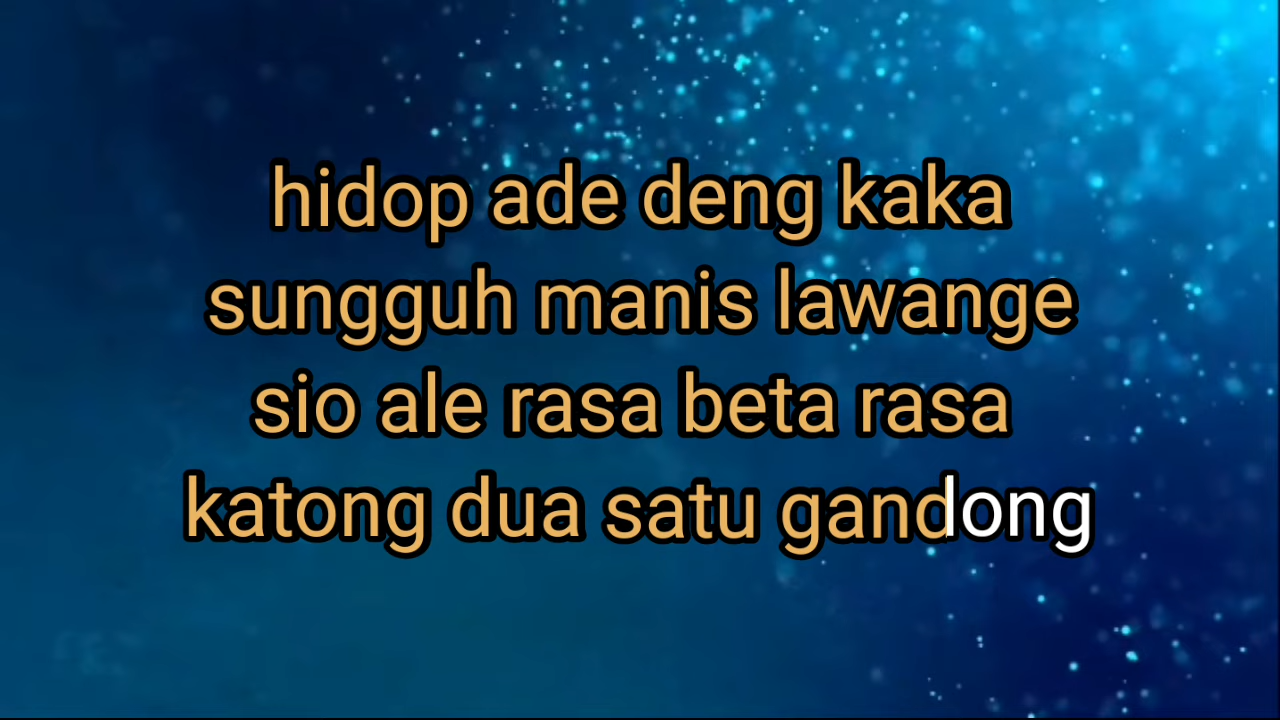 hidop ade deng kaka
sungguh manis lawange
sio ale rasa beta rasa
katong dua satu gandong